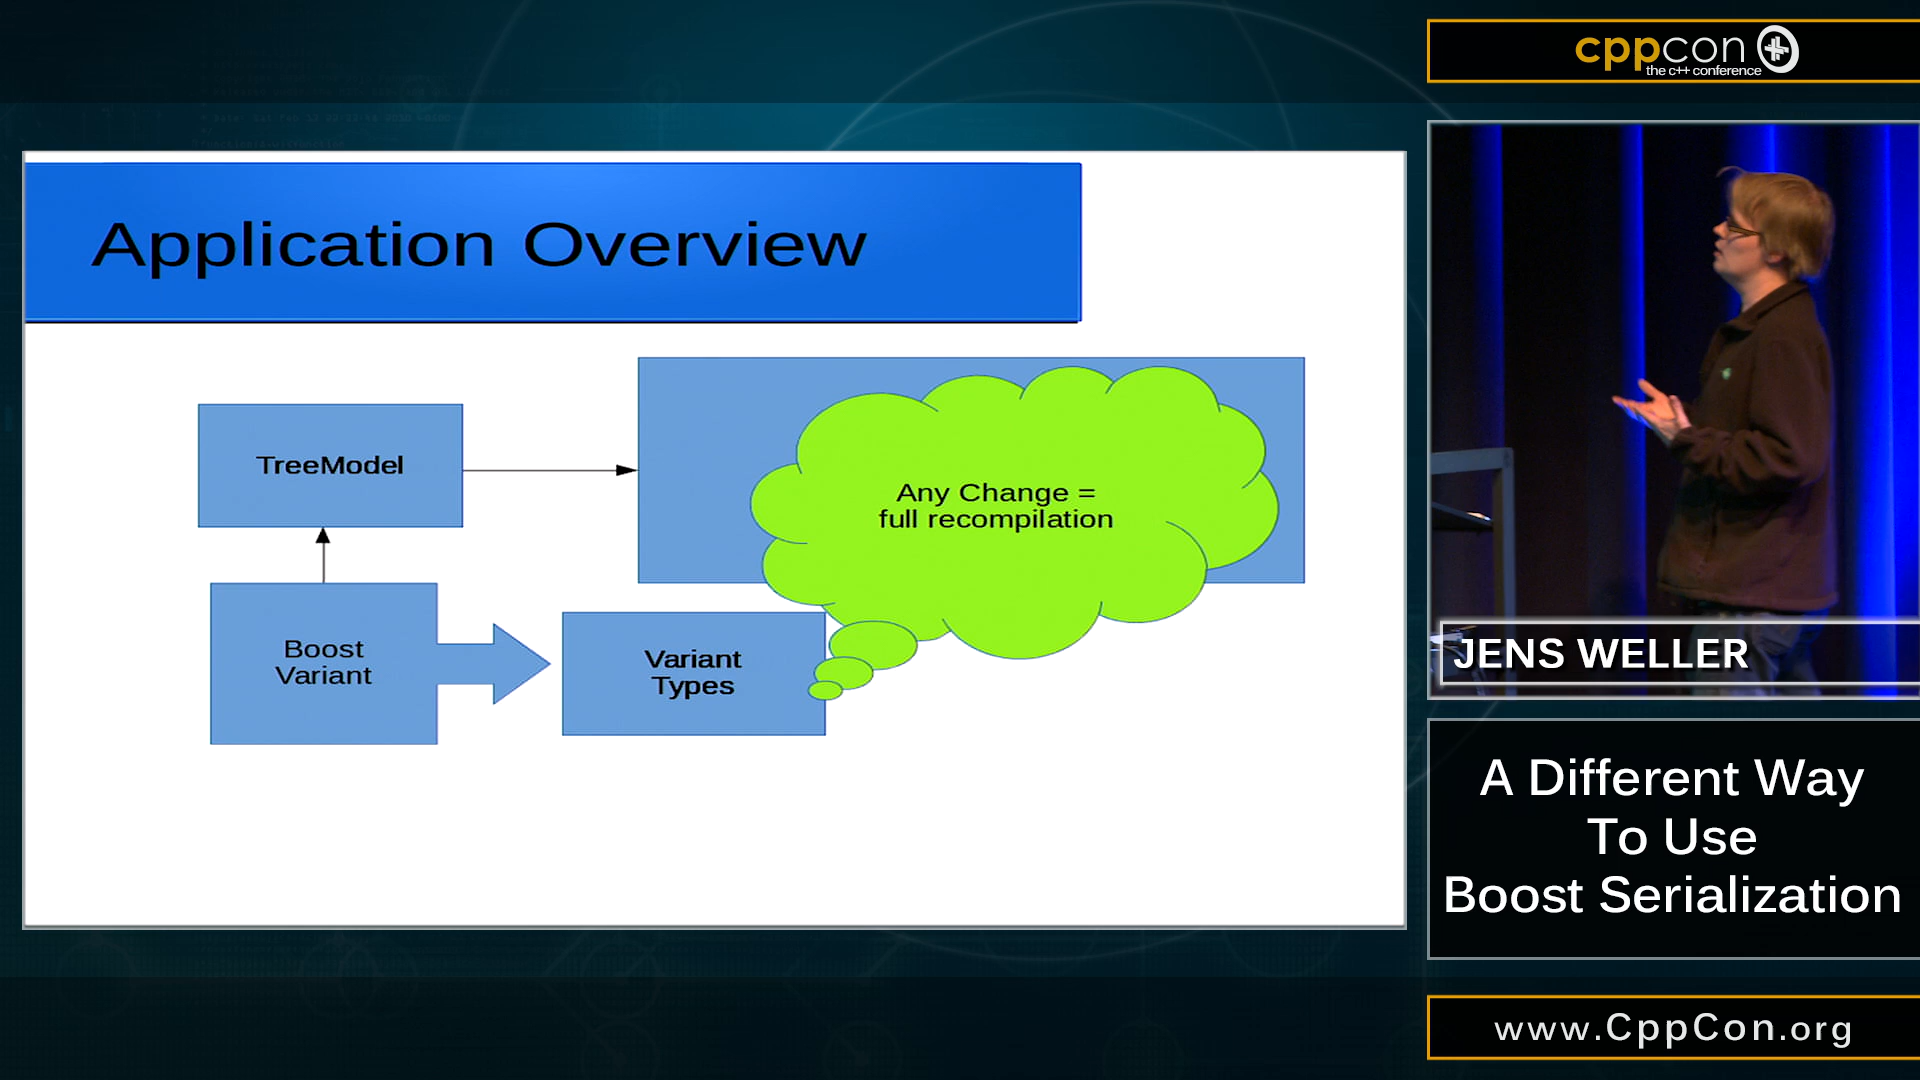 cppcon
the c++ conference
Application Overview
TreeModel
Any Change =
full recompilation
Boost
Variant
Variant
Types
JENS WELLER
A Different Way
To Use
Boost Serialization
www.CppCon.org